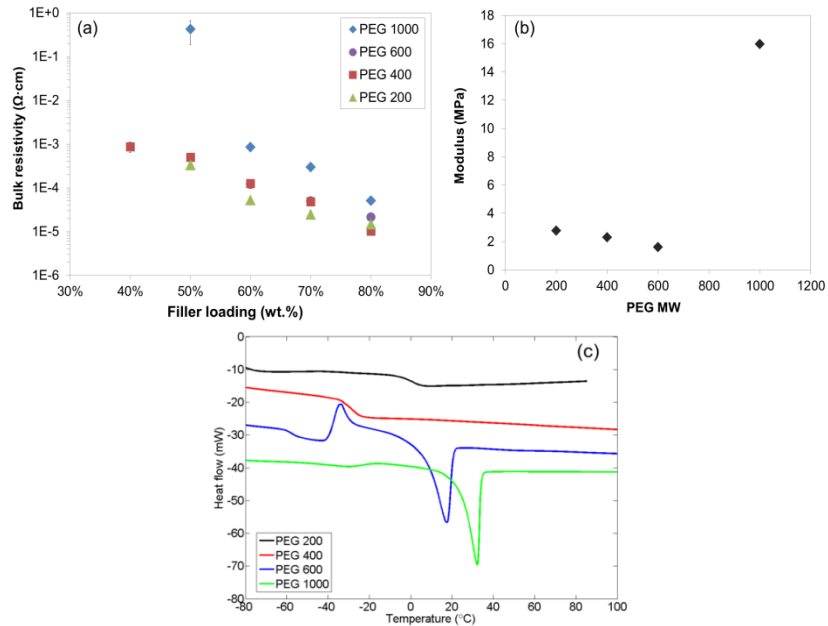 (a)
Bulk resistivity (Ω·cm)
1E+0
1E-1
1E-2
1E-3
1E-4
1E-5
1E-6
30% 40% 50% 60% 70% 80% 90%
Filler loading (wt.%)
PEG 1000
PEG 600
PEG 400
PEG 200
(b)
Modulus (MPa)
18
16
14
12
10
8
6
4
2
0
0 200 400 600 800 1000 1200
PEG MW
(c)
Heat flow (mW)
0
-10
-20
-30
-40
-50
-60
-70
-80
PEG 200
PEG 400
PEG 600
PEG 1000
-80 -60 -40 -20 0 20 40 60 80 100
Temperature (°C)